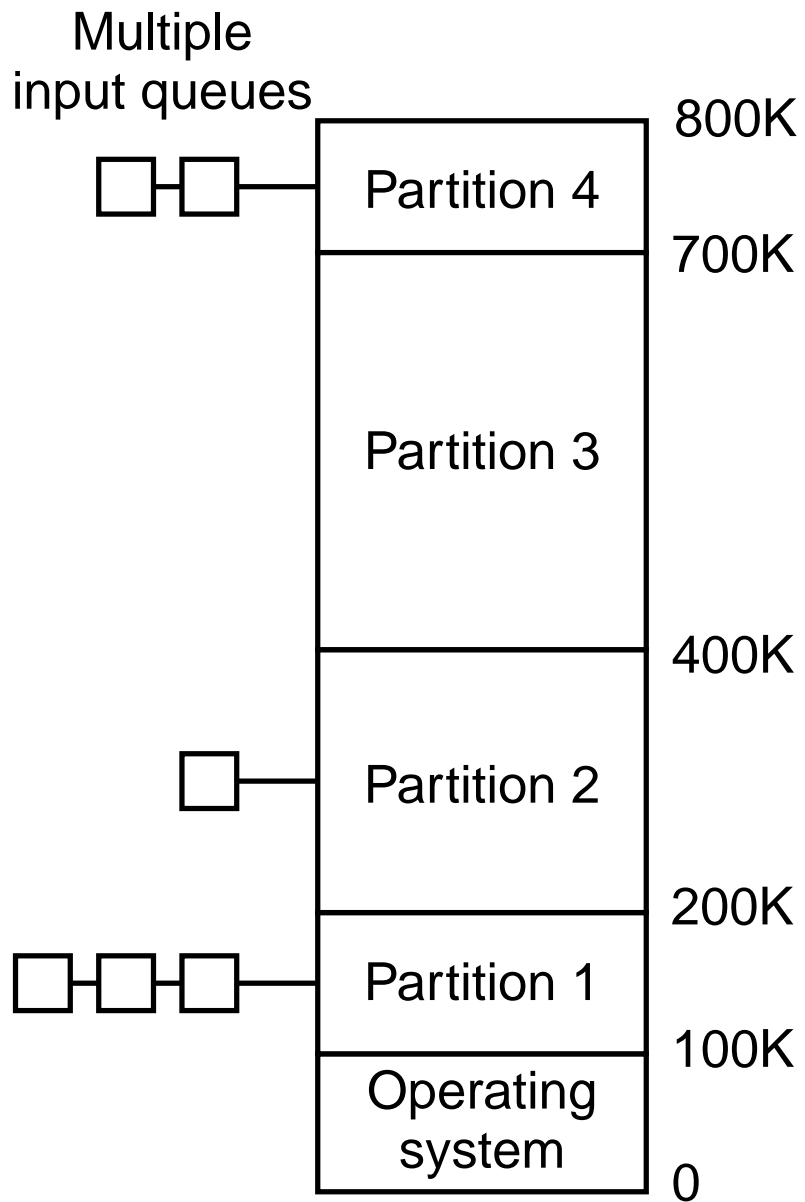 Multiple
input queues
800K
Partition 4
700K
Partition 3
400K
Partition 2
200K
Partition 1
100K
Operating
system
0